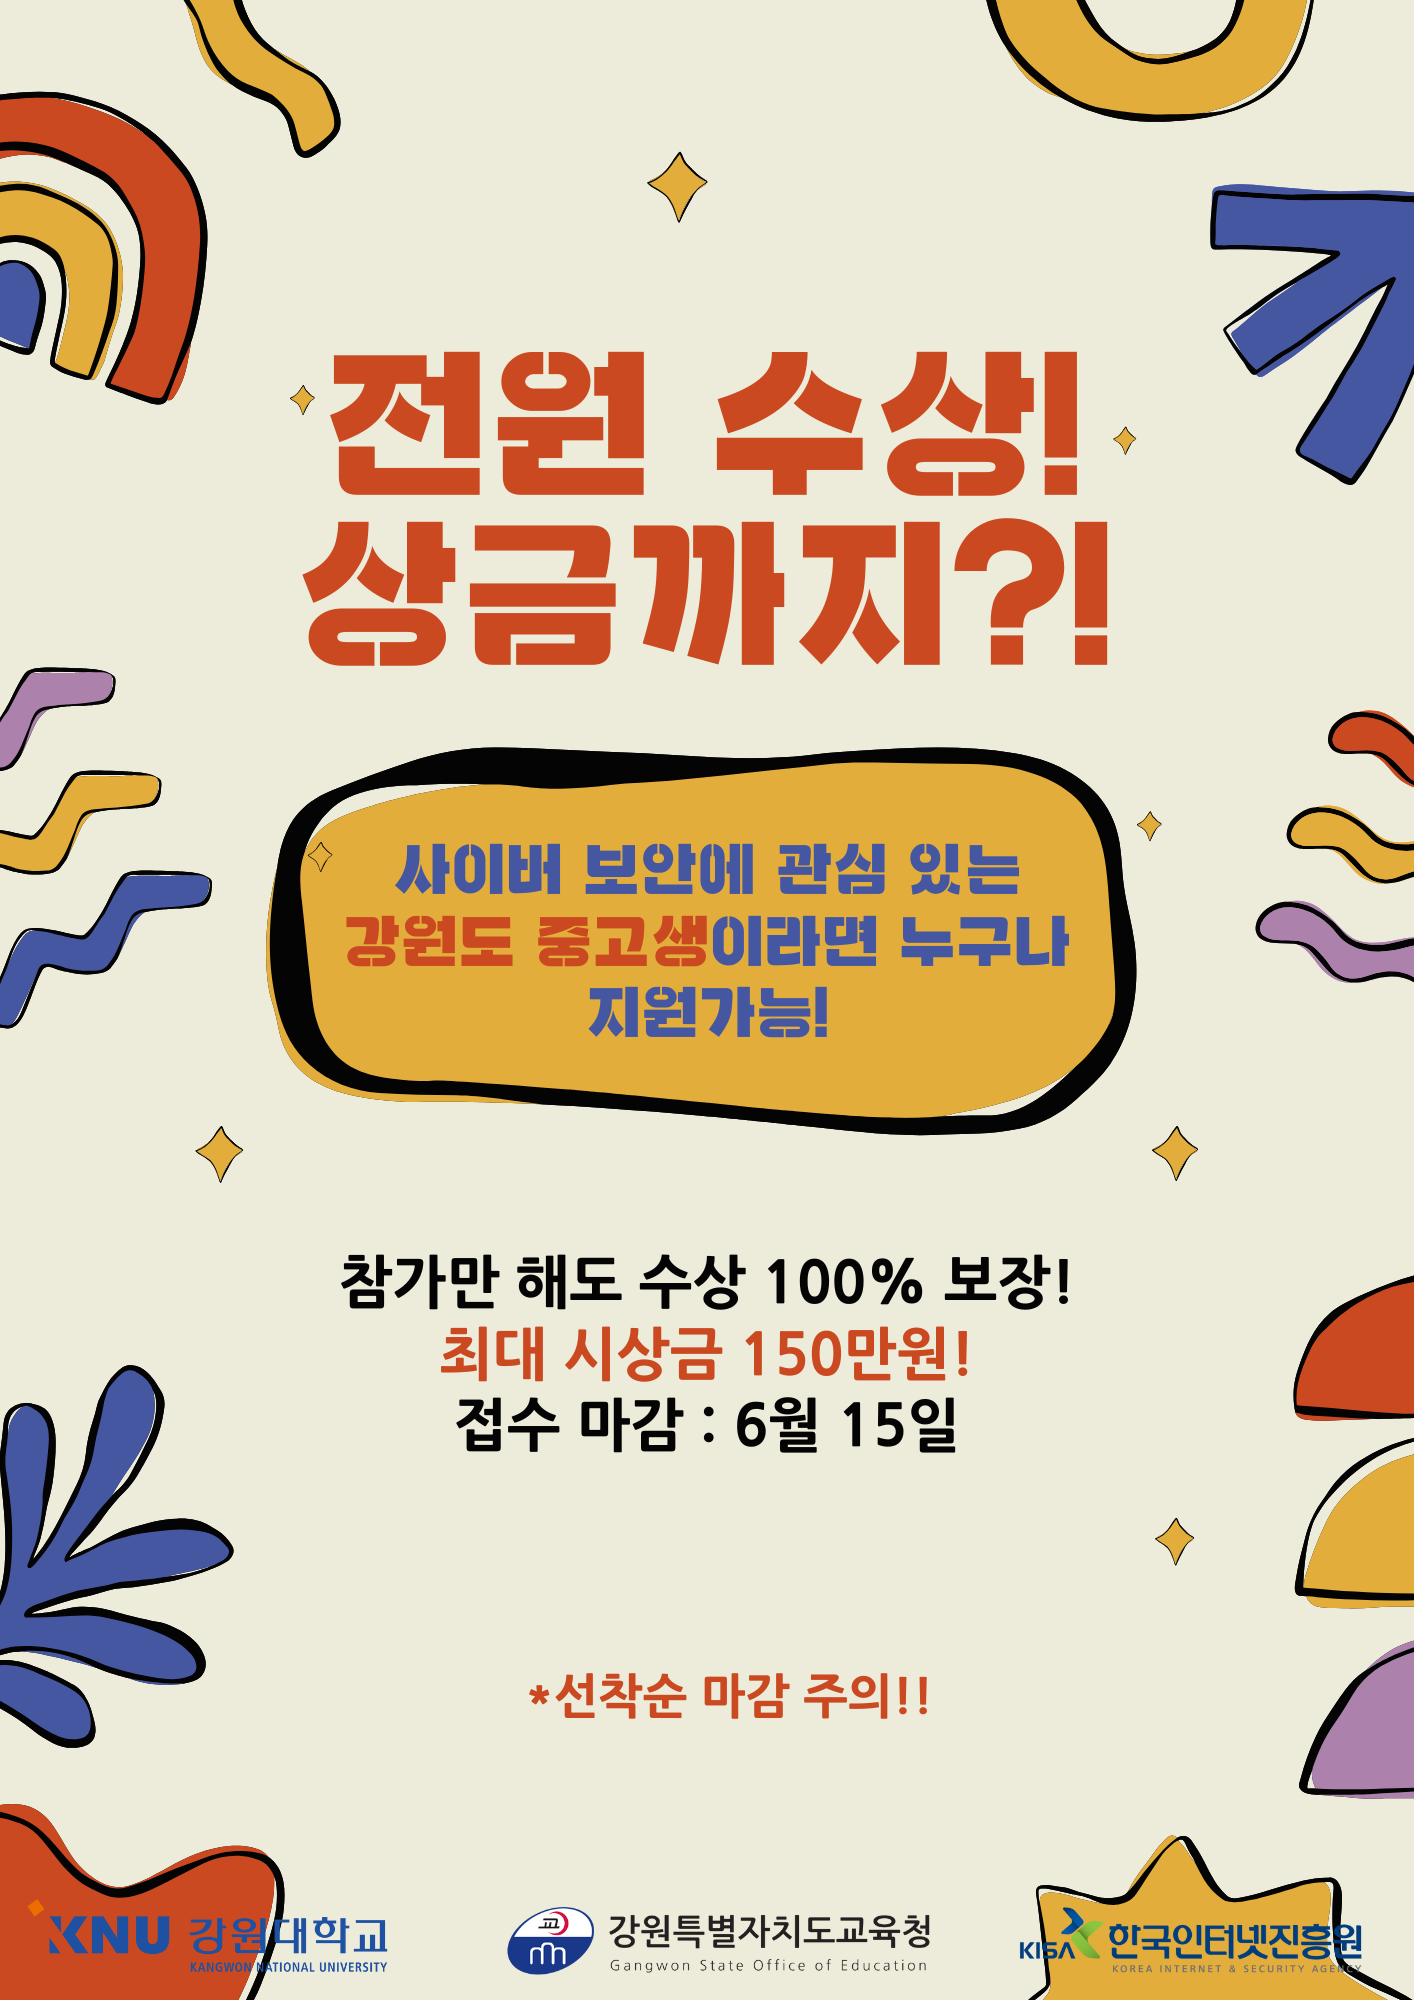 전원 수상!
상금까지?!
사이버 보안에 관심 있는
강원도 중고생이라면 누구나
지원가능!
참가만 해도 수상 100% 보장!
최대 시상금 150만원!
접수 마감 : 6월 15일
*선착순 마감 주의!!
KNU 강원대학교
KANGWON NATIONAL UNIVERSITY
교
강원특별자치도교육청
Gangwon State Office of Education
KISA 한국인터넷진흥원
KOREA INTERNET & SECURITY AGENCY